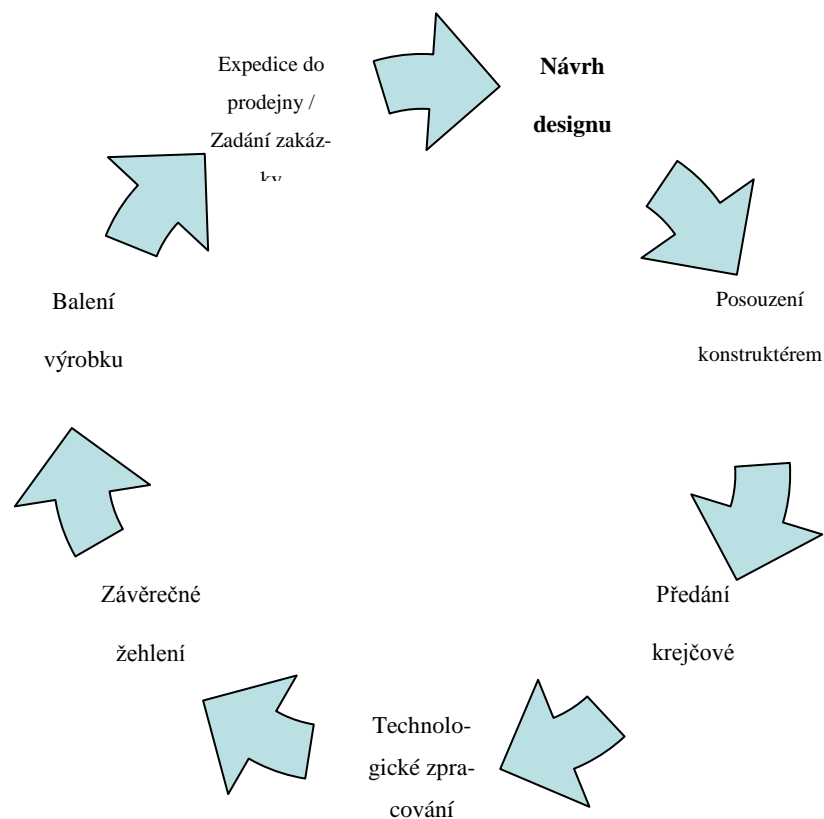 Expedice do
prodejny /
Zadání zakáz-
Návrh
designu
Posouzení
konstruktérem
Předání
krejčové
Technolo-
gické zpra-
cování
Závěrečné
žehlení
Balení
výrobku